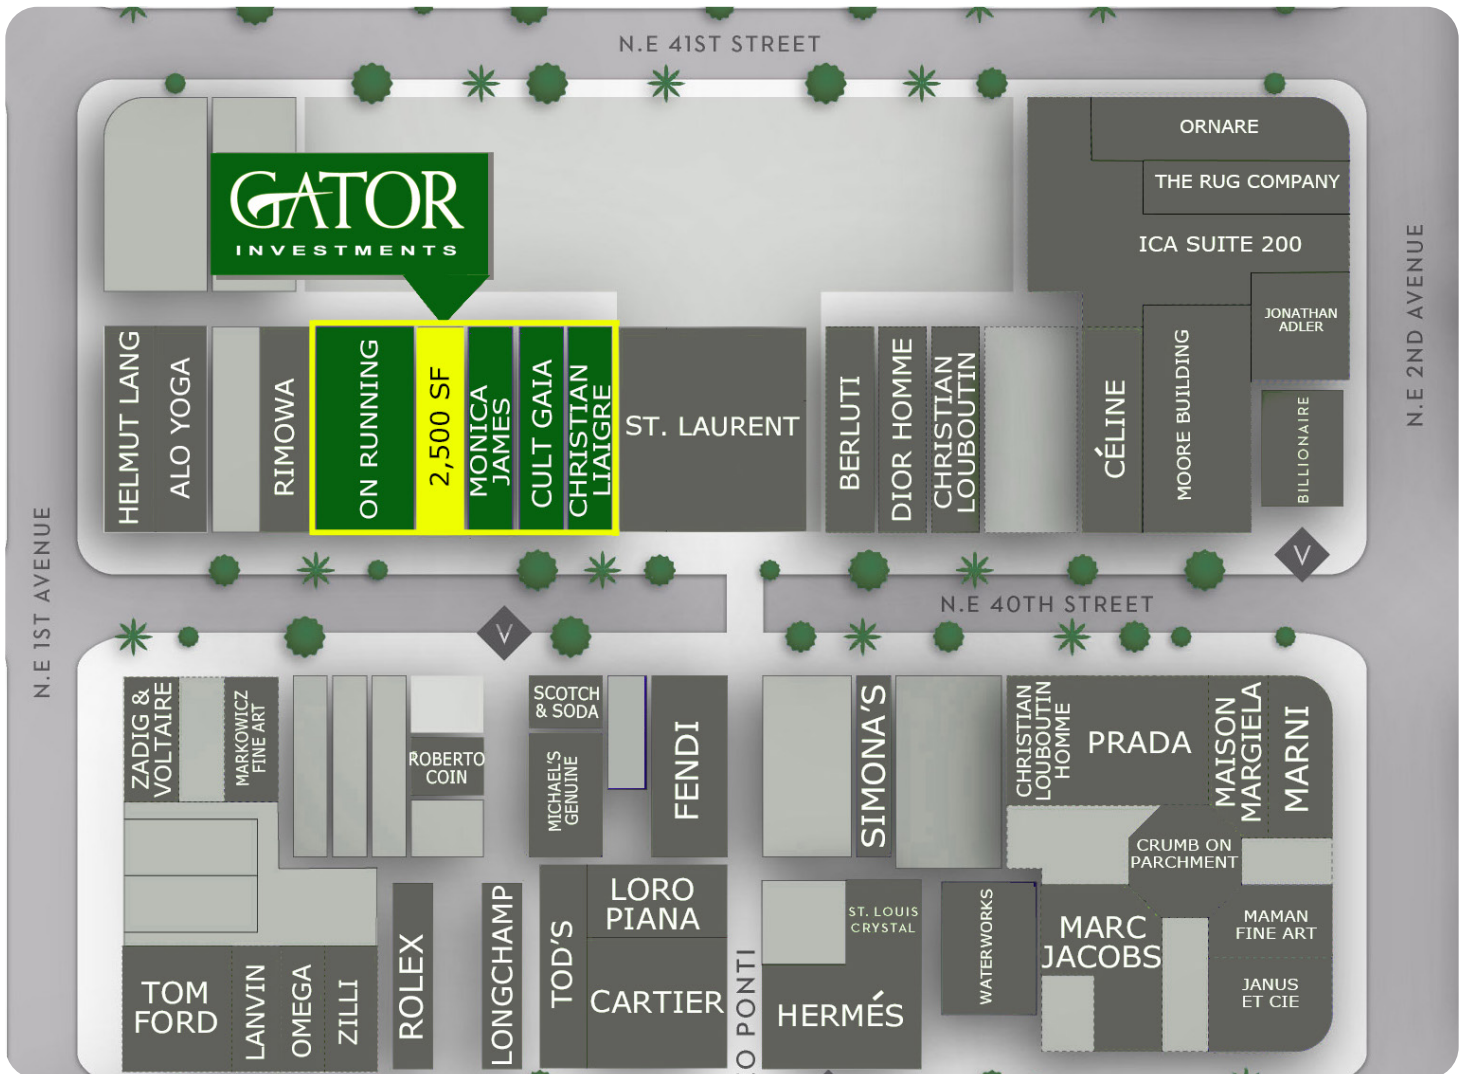 N.E 41ST STREET
ORNARE
THE RUG COMPANY
GATOR
INVESTMENTS
ICA SUITE 200
N.E 2ND AVENUE
JONATHAN
ADLER
HELMUT LANG
ALO YOGA
RIMOWA
ON RUNNING
2,500 SF
MONICA
JAMES
CULT GAIA
CHRISTIAN
LIAIGRE
ST. LAURENT
BERLUTI
DIOR HOMME
CHRISTIAN
LOUBOUTIN
CÉLINE
MOORE BUILDING
BILLIONAIRE
V
N.E 1ST AVENUE
N.E 40TH STREET
V
ZADIG &
VOLTAIRE
MARKOWICZ
FINE ART
ROBERTO
COIN
SCOTCH
& SODA
MICHAEL'S
GENUINE
FENDI
SIMONA'S
CHRISTIAN
LOUBOUTIN
HOMME
PRADA
MAISON
MARGIELA
MARNI
CRUMB ON
PARCHMENT
TOM
FORD
LANVIN
OMEGA
ZILLI
ROLEX
LONGCHAMP
TOD'S
LORO
PIANA
CARTIER
O PONTI
ST. LOUIS
CRYSTAL
HERMÉS
WATERWORKS
MARC
JACOBS
MAMAN
FINE ART
JANUS
ET CIE